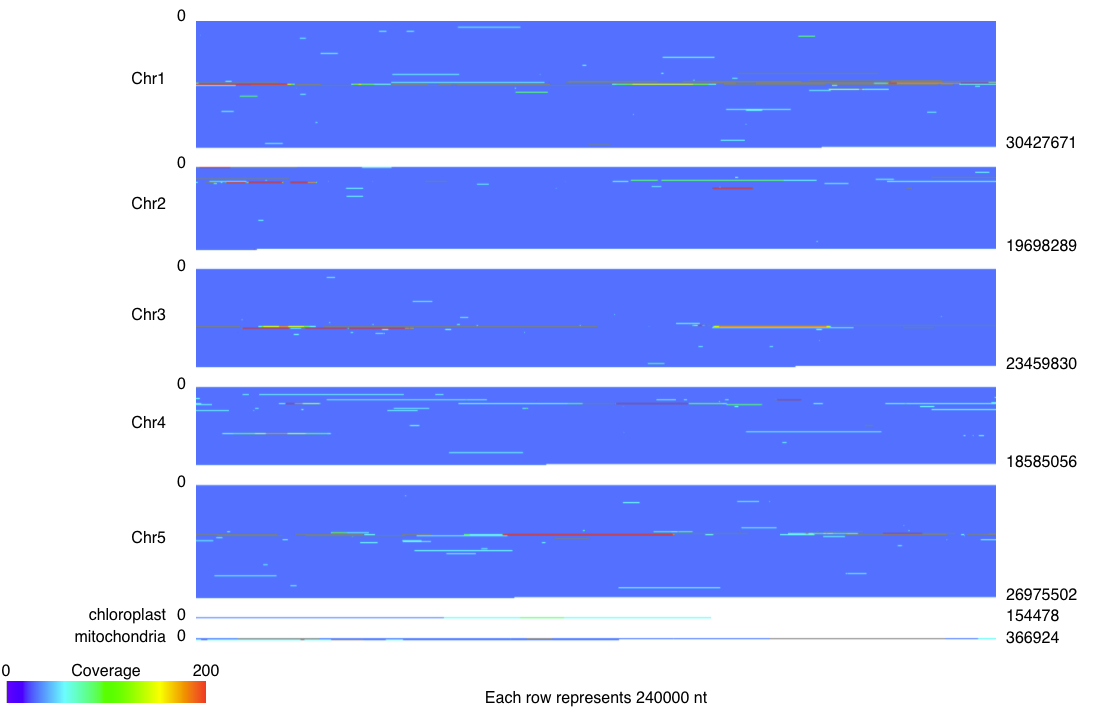 0
Chr1
30427671
0
Chr2
19698289
0
Chr3
23459830
0
Chr4
18585056
0
Chr5
26975502
chloroplast 0 154478
mitochondria 0 366924
0 Coverage 200
Each row represents 240000 nt